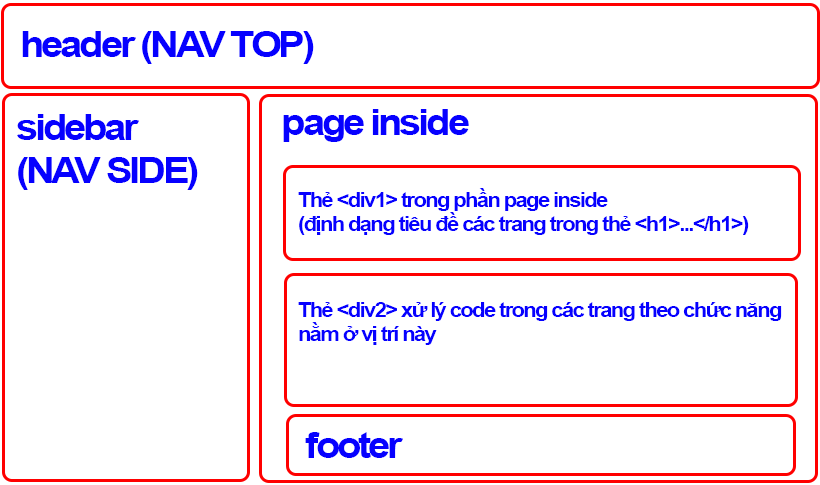 header (NAV TOP)
sidebar
(NAV SIDE)
page inside
Thẻ <div1> trong phần page inside
(định dạng tiêu đề các trang trong thẻ <h1>...</h1>)
Thẻ <div2> xử lý code trong các trang theo chức năng
nằm ở vị trí này
footer